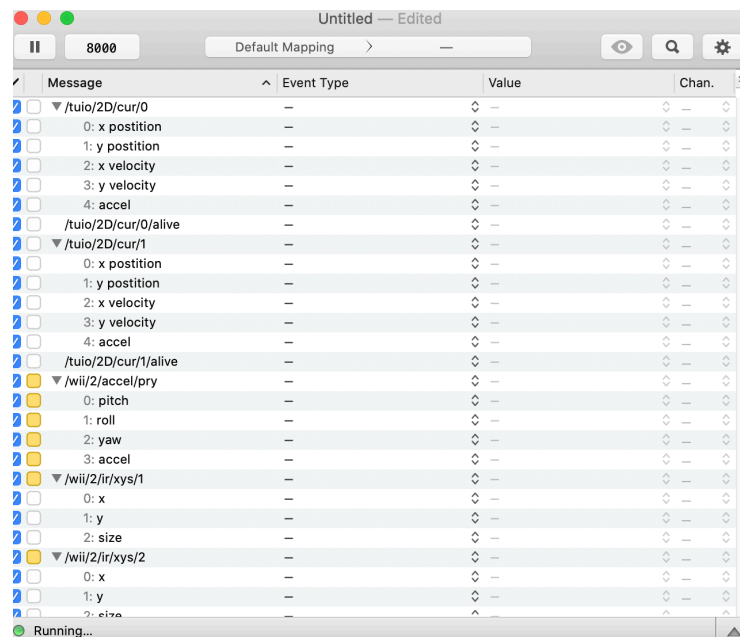 Untitled — Edited
8000 Default Mapping > —
Message Event Type Value Chan.
/tuio/2D/cur/0 – – –
0: x postition – – –
1: y postition – – –
2: x velocity – – –
3: y velocity – – –
4: accel – – –
/tuio/2D/cur/0/alive – – –
/tuio/2D/cur/1 – – –
0: x postition – – –
1: y postition – – –
2: x velocity – – –
3: y velocity – – –
4: accel – – –
/tuio/2D/cur/1/alive – – –
/wii/2/accel/pry – – –
0: pitch – – –
1: roll – – –
2: yaw – – –
3: accel – – –
/wii/2/ir/xys/1 – – –
0: x – – –
1: y – – –
2: size – – –
/wii/2/ir/xys/2 – – –
0: x – – –
1: y – – –
2: size – – –
Running...